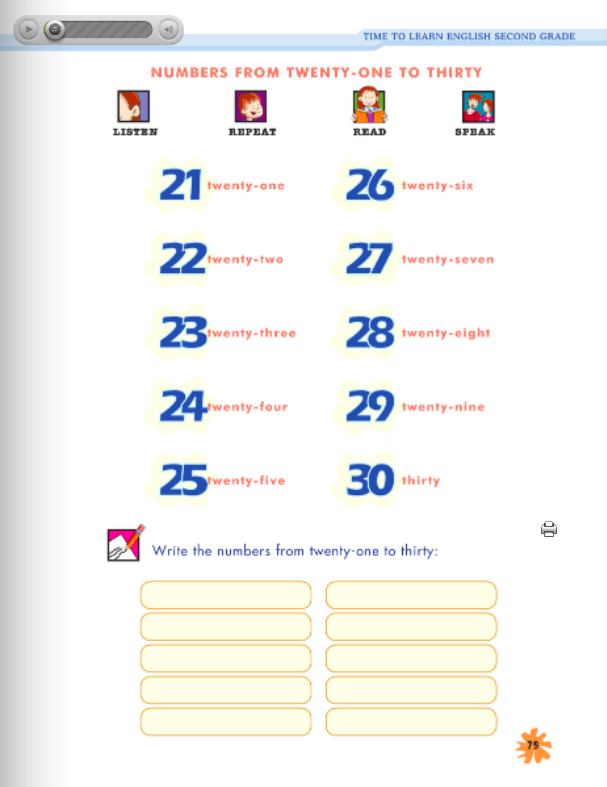 TIME TO LEARN ENGLISH SECOND GRADE
NUMBERS FROM TWENTY-ONE TO THIRTY
LISTEN REPEAT READ SPEAK
21 twenty-one 26 twenty-six
22 twenty-two 27 twenty-seven
23 twenty-three 28 twenty-eight
24 twenty-four 29 twenty-nine
25 twenty-five 30 thirty
Write the numbers from twenty-one to thirty:
79